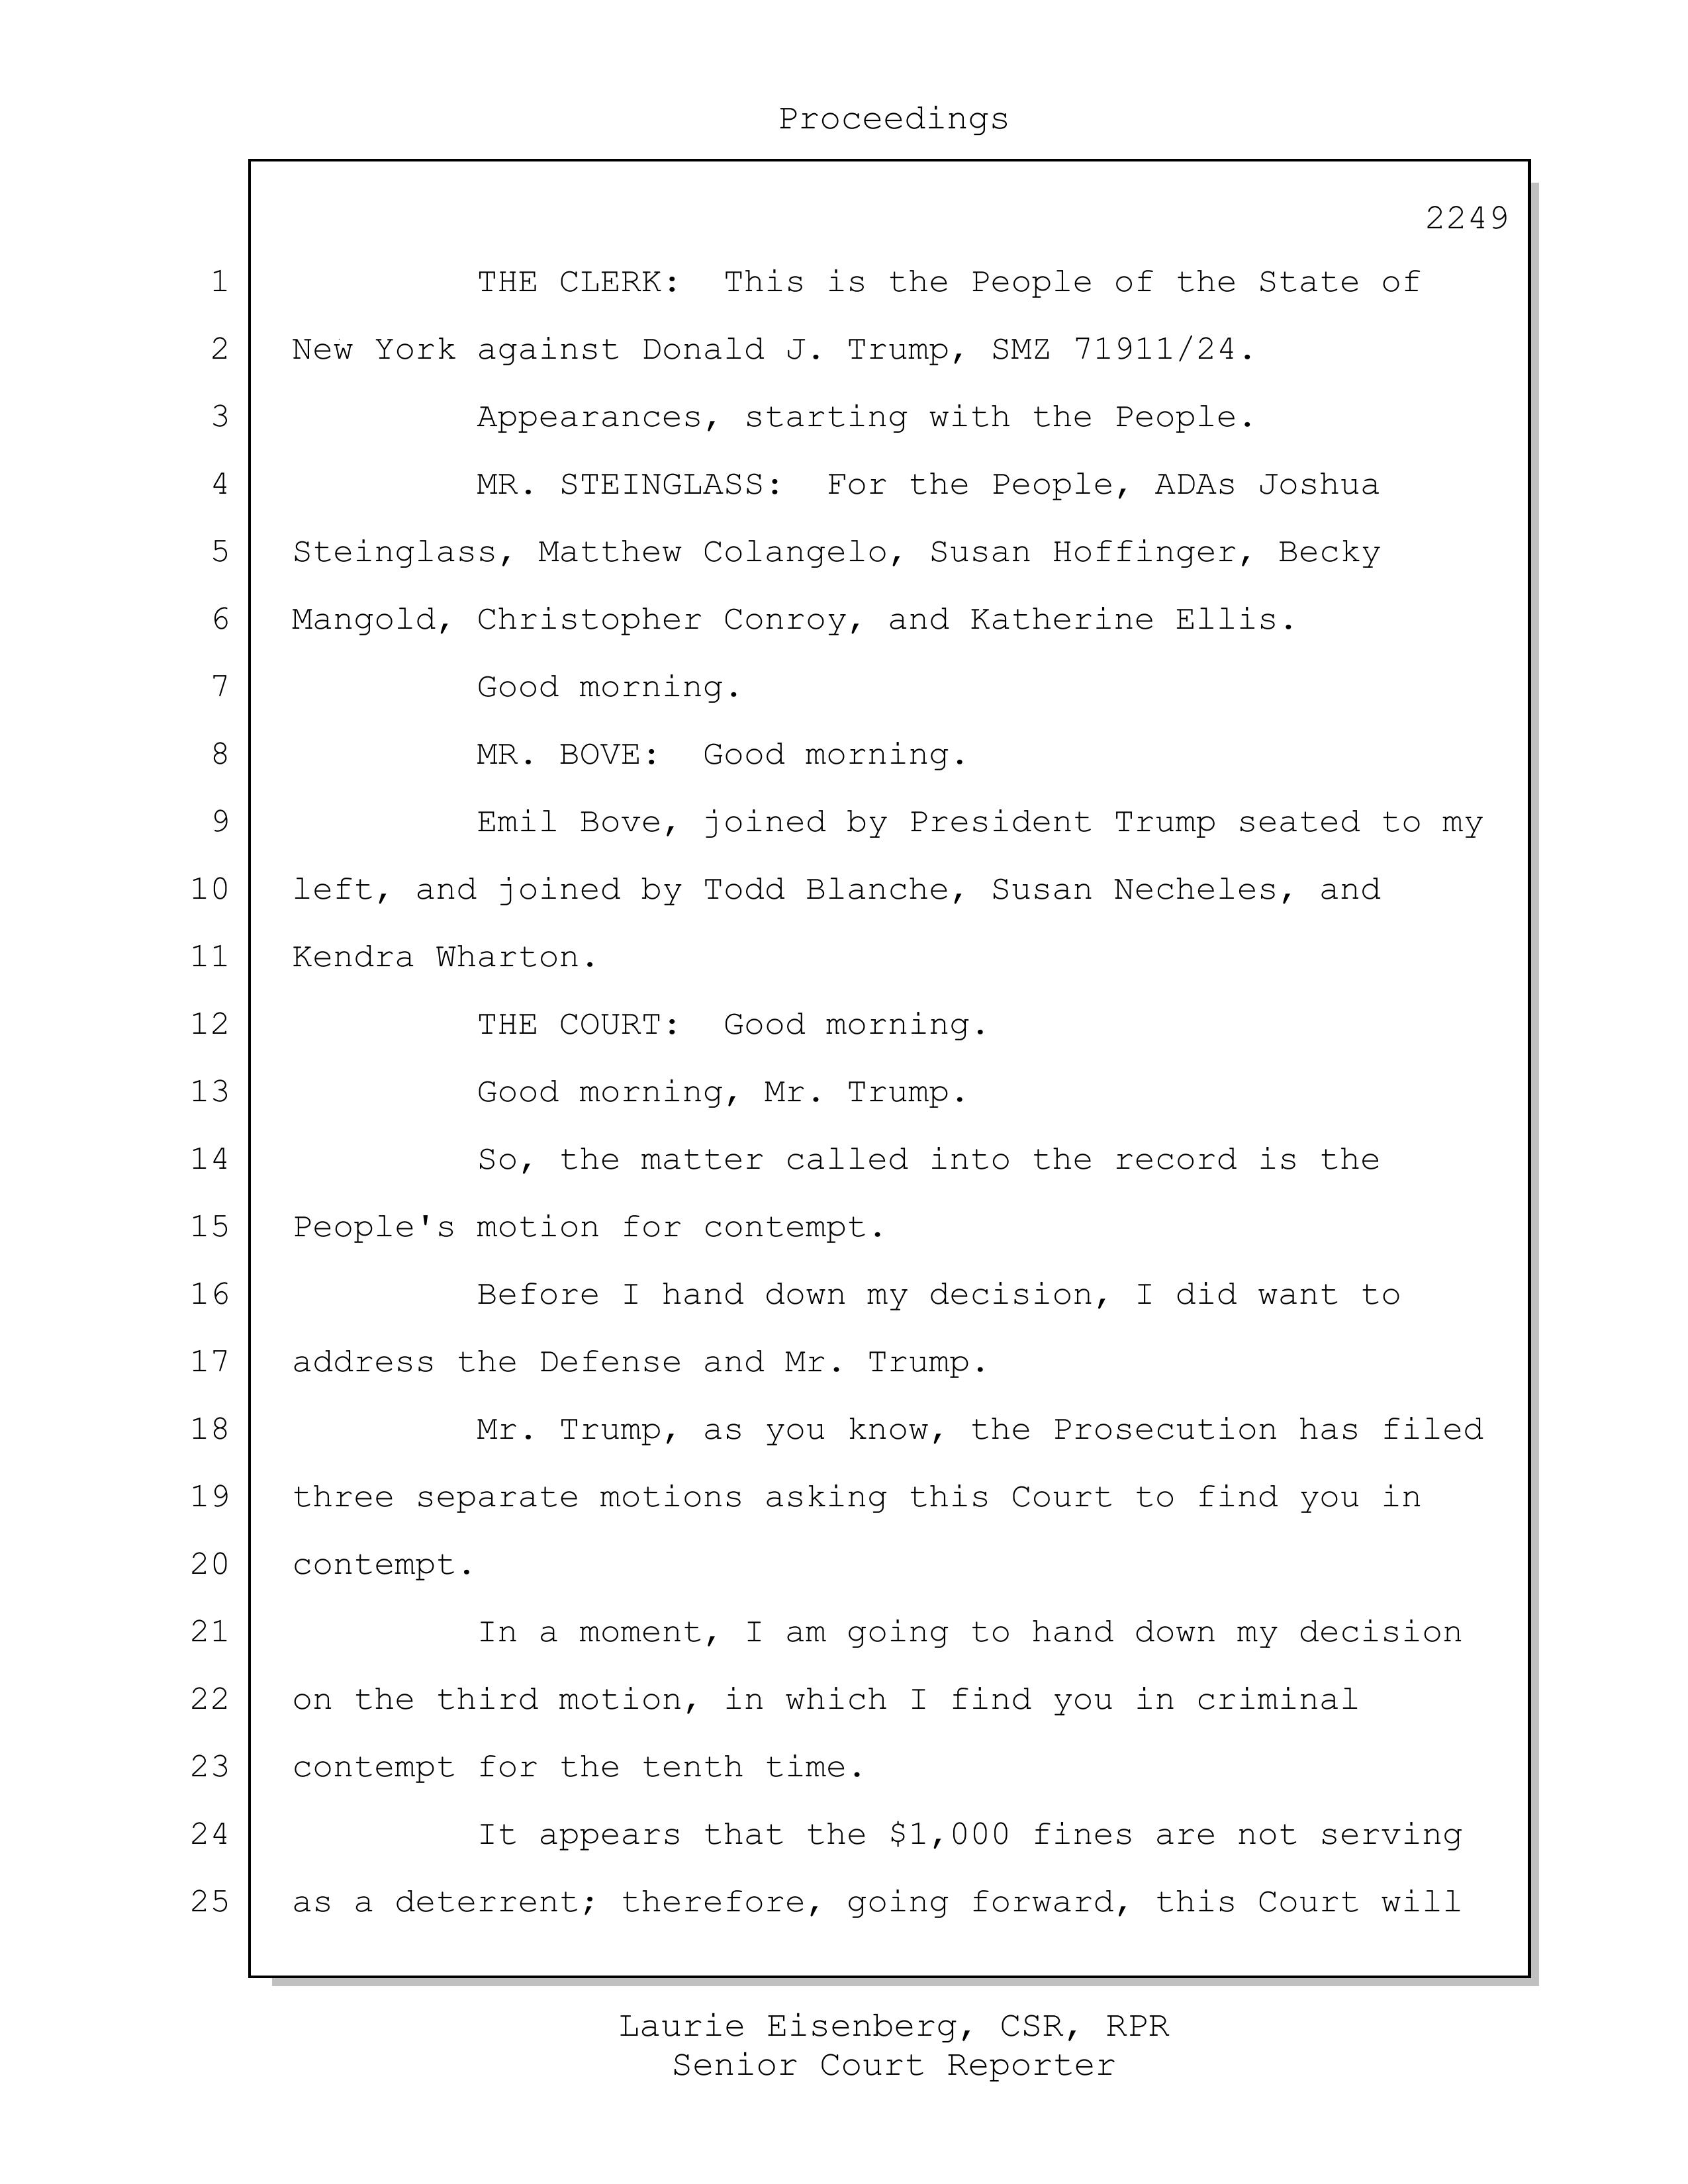 Proceedings
2249
1 THE CLERK: This is the People of the State of
2 New York against Donald J. Trump, SMZ 71911/24.
3 Appearances, starting with the People.
4 MR. STEINGLASS: For the People, ADAs Joshua
5 Steinglass, Matthew Colangelo, Susan Hoffinger, Becky
6 Mangold, Christopher Conroy, and Katherine Ellis.
7 Good morning.
8 MR. BOVE: Good morning.
9 Emil Bove, joined by President Trump seated to my
10 left, and joined by Todd Blanche, Susan Necheles, and
11 Kendra Wharton.
12 THE COURT: Good morning.
13 Good morning, Mr. Trump.
14 So, the matter called into the record is the
15 People's motion for contempt.
16 Before I hand down my decision, I did want to
17 address the Defense and Mr. Trump.
18 Mr. Trump, as you know, the Prosecution has filed
19 three separate motions asking this Court to find you in
20 contempt.
21 In a moment, I am going to hand down my decision
22 on the third motion, in which I find you in criminal
23 contempt for the tenth time.
24 It appears that the $1,000 fines are not serving
25 as a deterrent; therefore, going forward, this Court will
Laurie Eisenberg, CSR, RPR
Senior Court Reporter